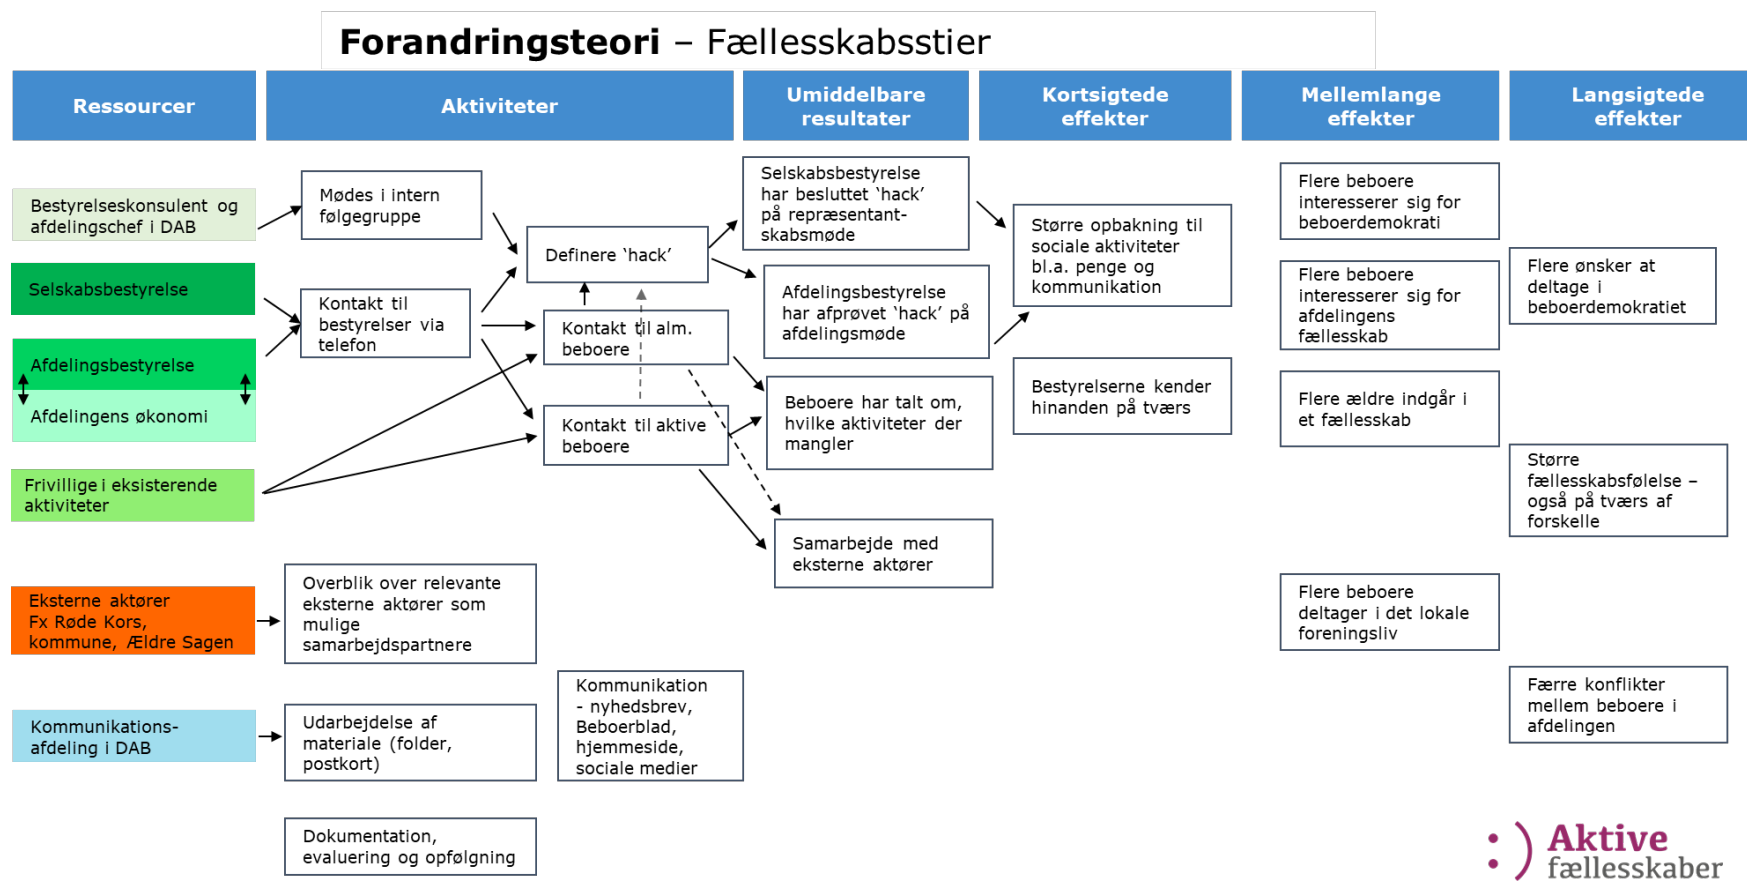 Forandringsteori – Fællesskabsstier
Ressourcer
Aktiviteter
Umiddelbare
resultater
Kortsigtede
effekter
Mellemlange
effekter
Langsigtede
effekter
Bestyrelseskonsulent og
afdelingschef i DAB
Selskabsbestyrelse
Afdelingsbestyrelse
Afdelingens økonomi
Frivillige i eksisterende
aktiviteter
Eksterne aktører
Fx Røde Kors,
kommune, Ældre Sagen
Kommunikations-
afdeling i DAB
Mødes i intern
følgegruppe
Kontakt til
bestyrelser via
telefon
Definere ‘hack’
Kontakt til alm.
beboere
Kontakt til aktive
beboere
Overblik over relevante
eksterne aktører som
mulige
samarbejdspartnere
Udarbejdelse af
materiale (folder,
postkort)
Kommunikation
- nyhedsbrev,
Beboerblad,
hjemmeside,
sociale medier
Dokumentation,
evaluering og opfølgning
Selskabsbestyrelse
har besluttet ‘hack’
på repræsentant-
skabsmøde
Afdelingsbestyrelse
har afprøvet ‘hack’ på
afdelingsmøde
Beboere har talt om,
hvilke aktiviteter der
mangler
Samarbejde med
eksterne aktører
Større opbakning til
sociale aktiviteter
bl.a. penge og
kommunikation
Bestyrelserne kender
hinanden på tværs
Flere beboere
interesserer sig for
beboerdemokrati
Flere beboere
interesserer sig for
afdelingens
fællesskab
Flere ældre indgår i
et fællesskab
Flere beboere
deltager i det lokale
foreningsliv
Flere ønsker at
deltage i
beboerdemokratiet
Større
fællesskabsfølelse –
også på tværs af
forskelle
Færre konflikter
mellem beboere i
afdelingen
Aktive
fællesskaber